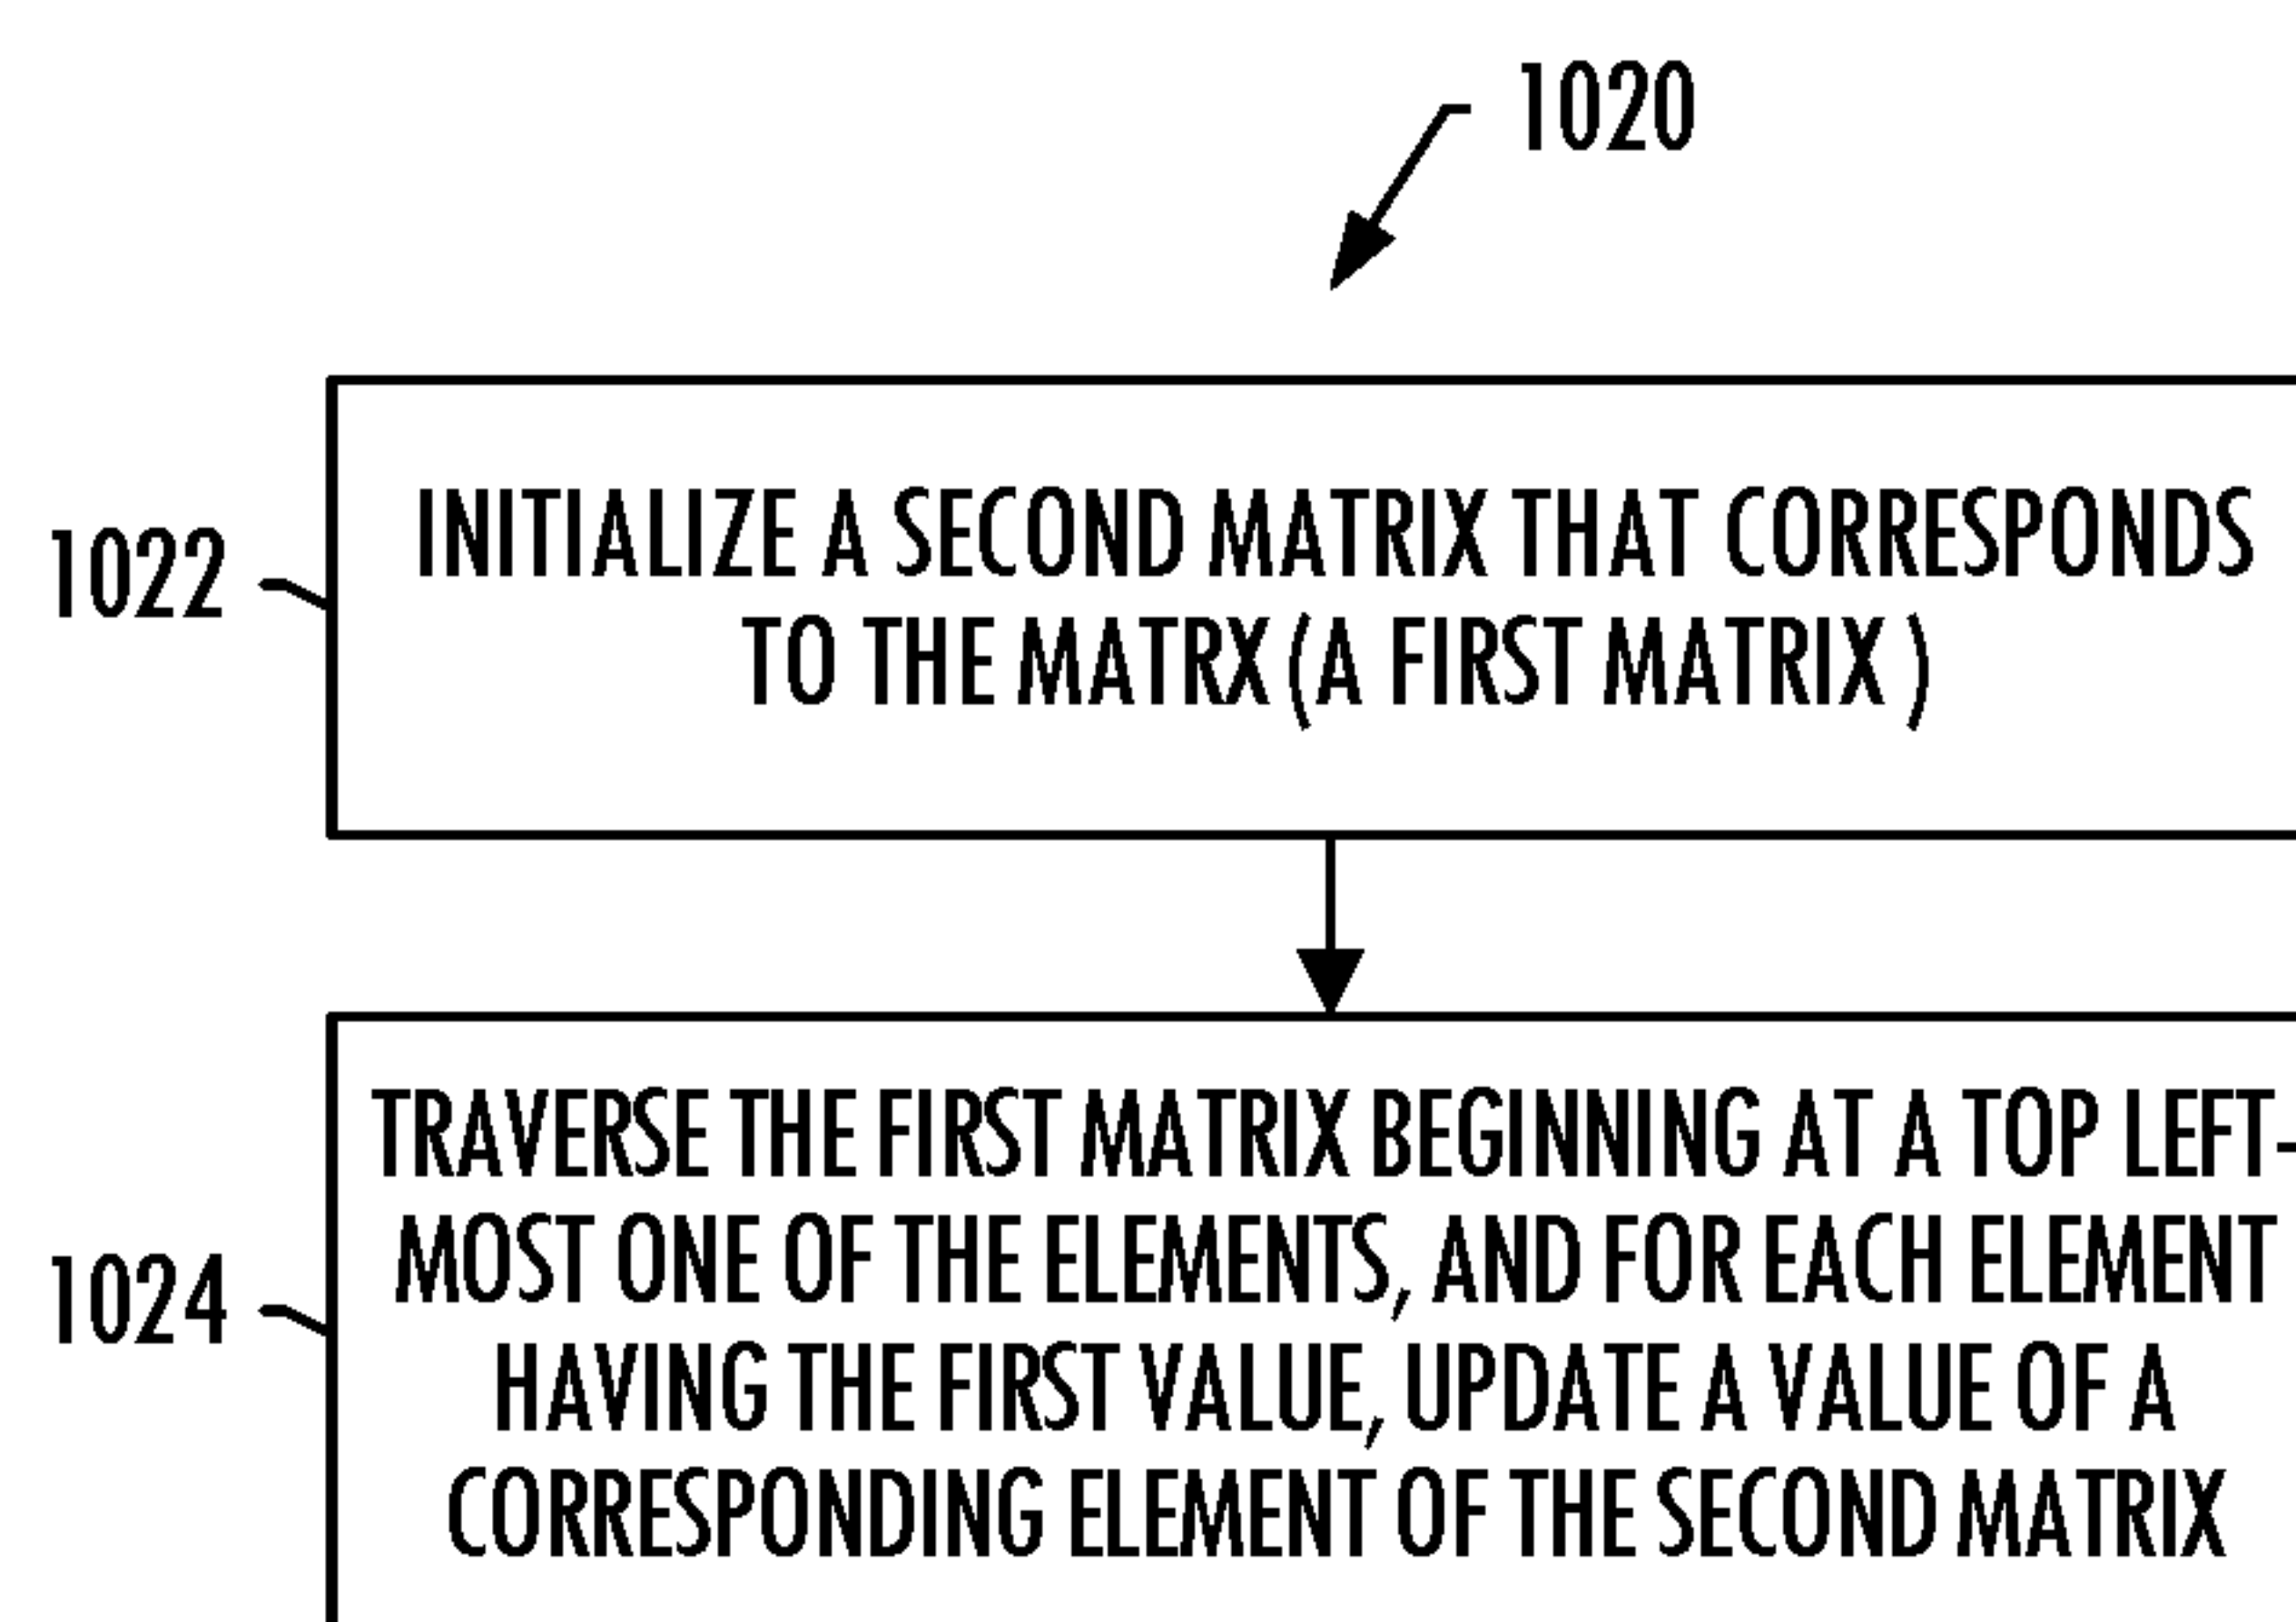 1020
INITIALIZE A SECOND MATRIX THAT CORRESPONDS
1022
TO THE MATRX (A FIRST MATRIX )
TRAVERSE THE FIRST MATRIX BEGINNING AT A TOP LEFT-
MOST ONE OF THE ELEMENTS, AND FOR EACH ELEMENT
1024
HAVING THE FIRST VALUE, UPDATE A VALUE OF A
CORRESPONDING ELEMENT OF THE SECOND MATRIX